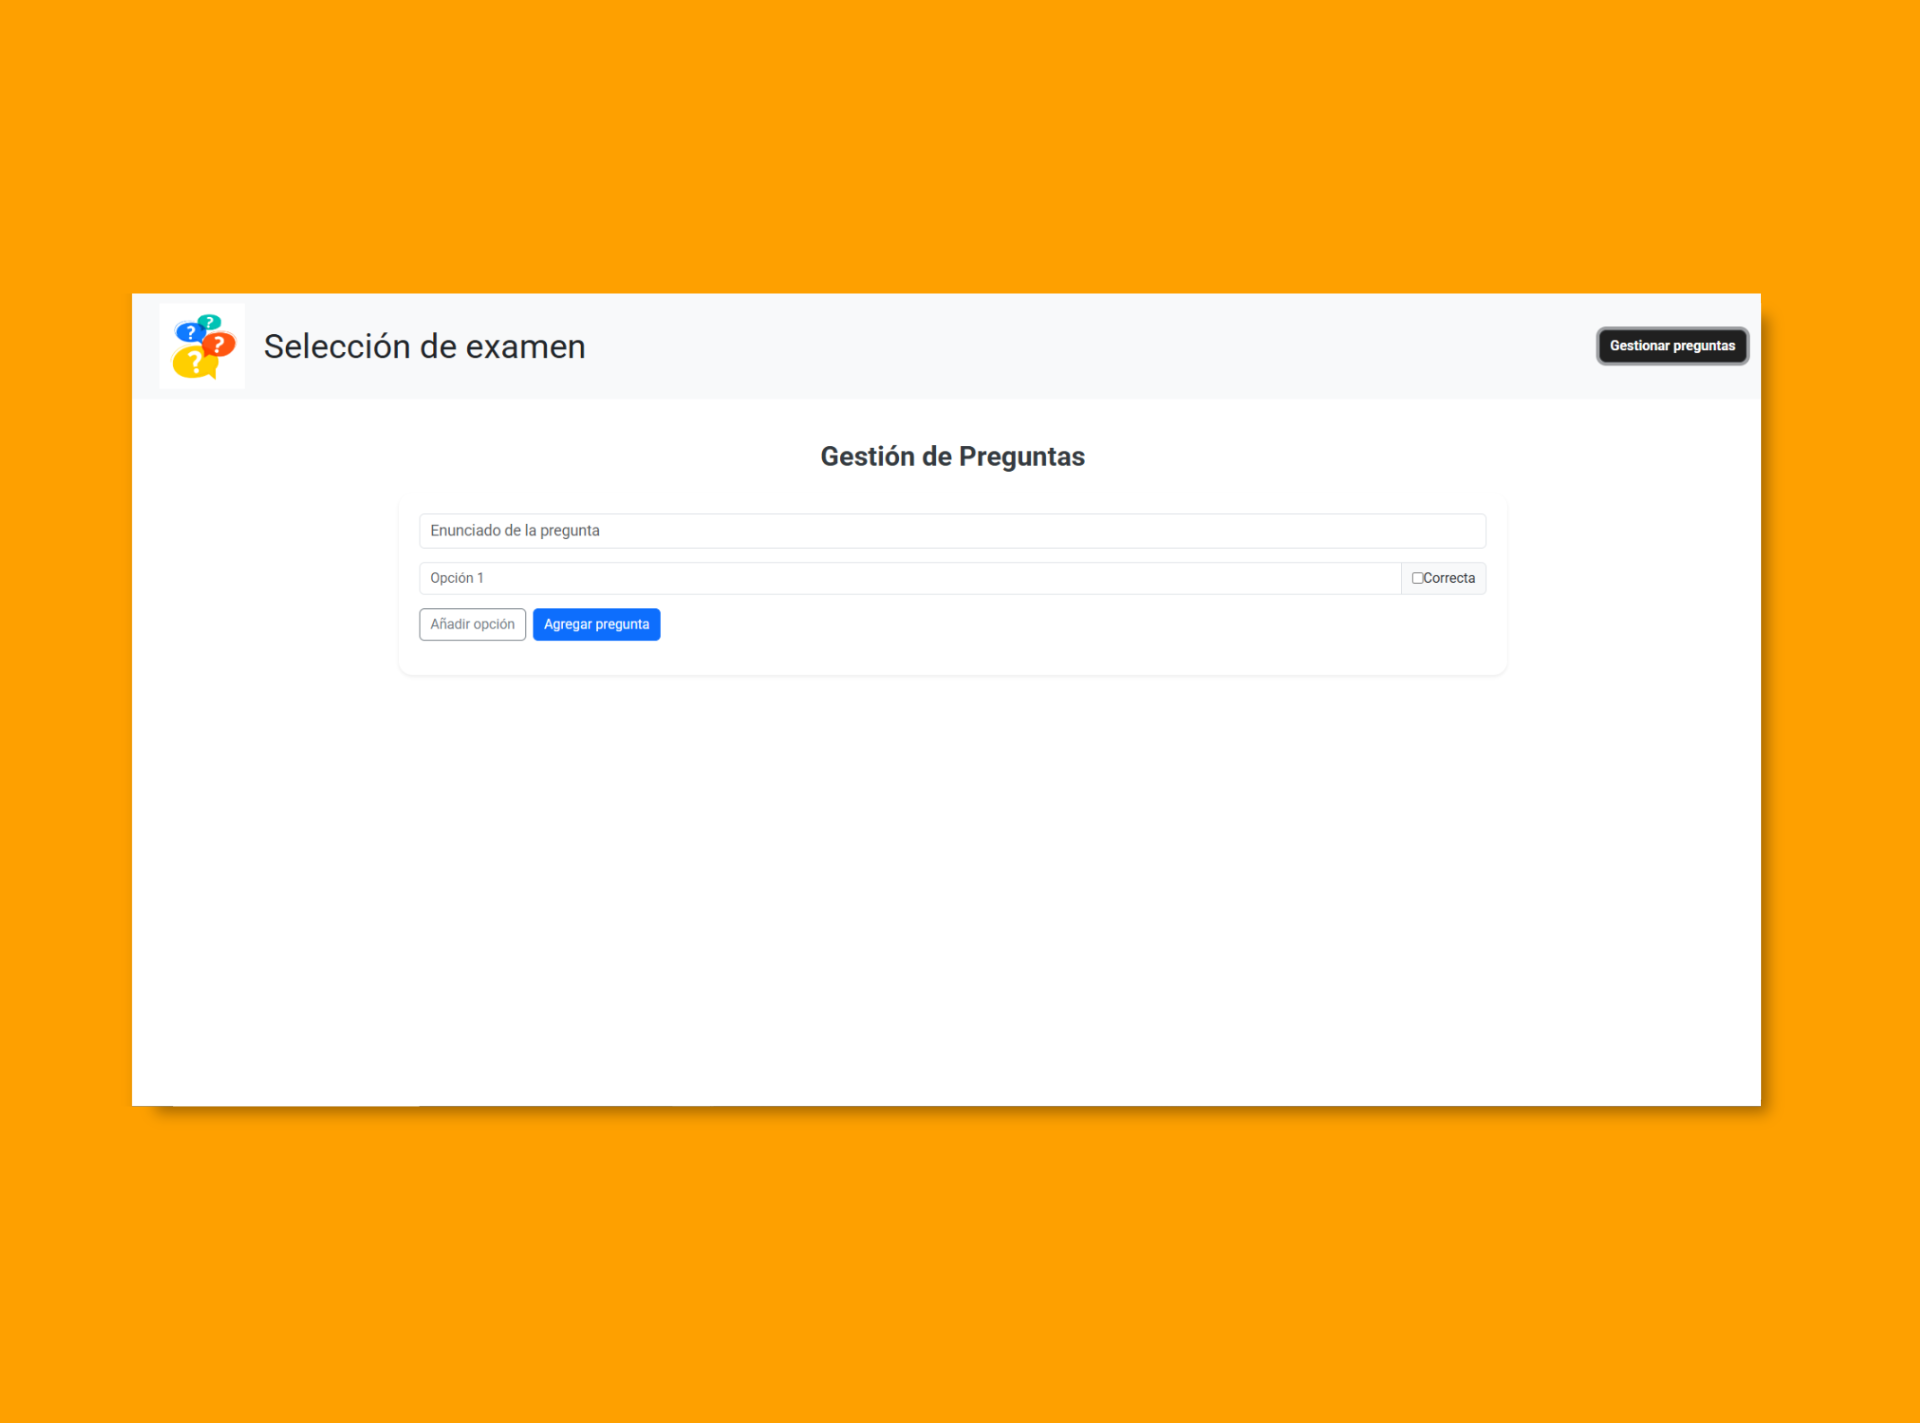 Selección de examen
Gestionar preguntas
Gestión de Preguntas
Enunciado de la pregunta
Opción 1
Correcta
Añadir opción
Agregar pregunta